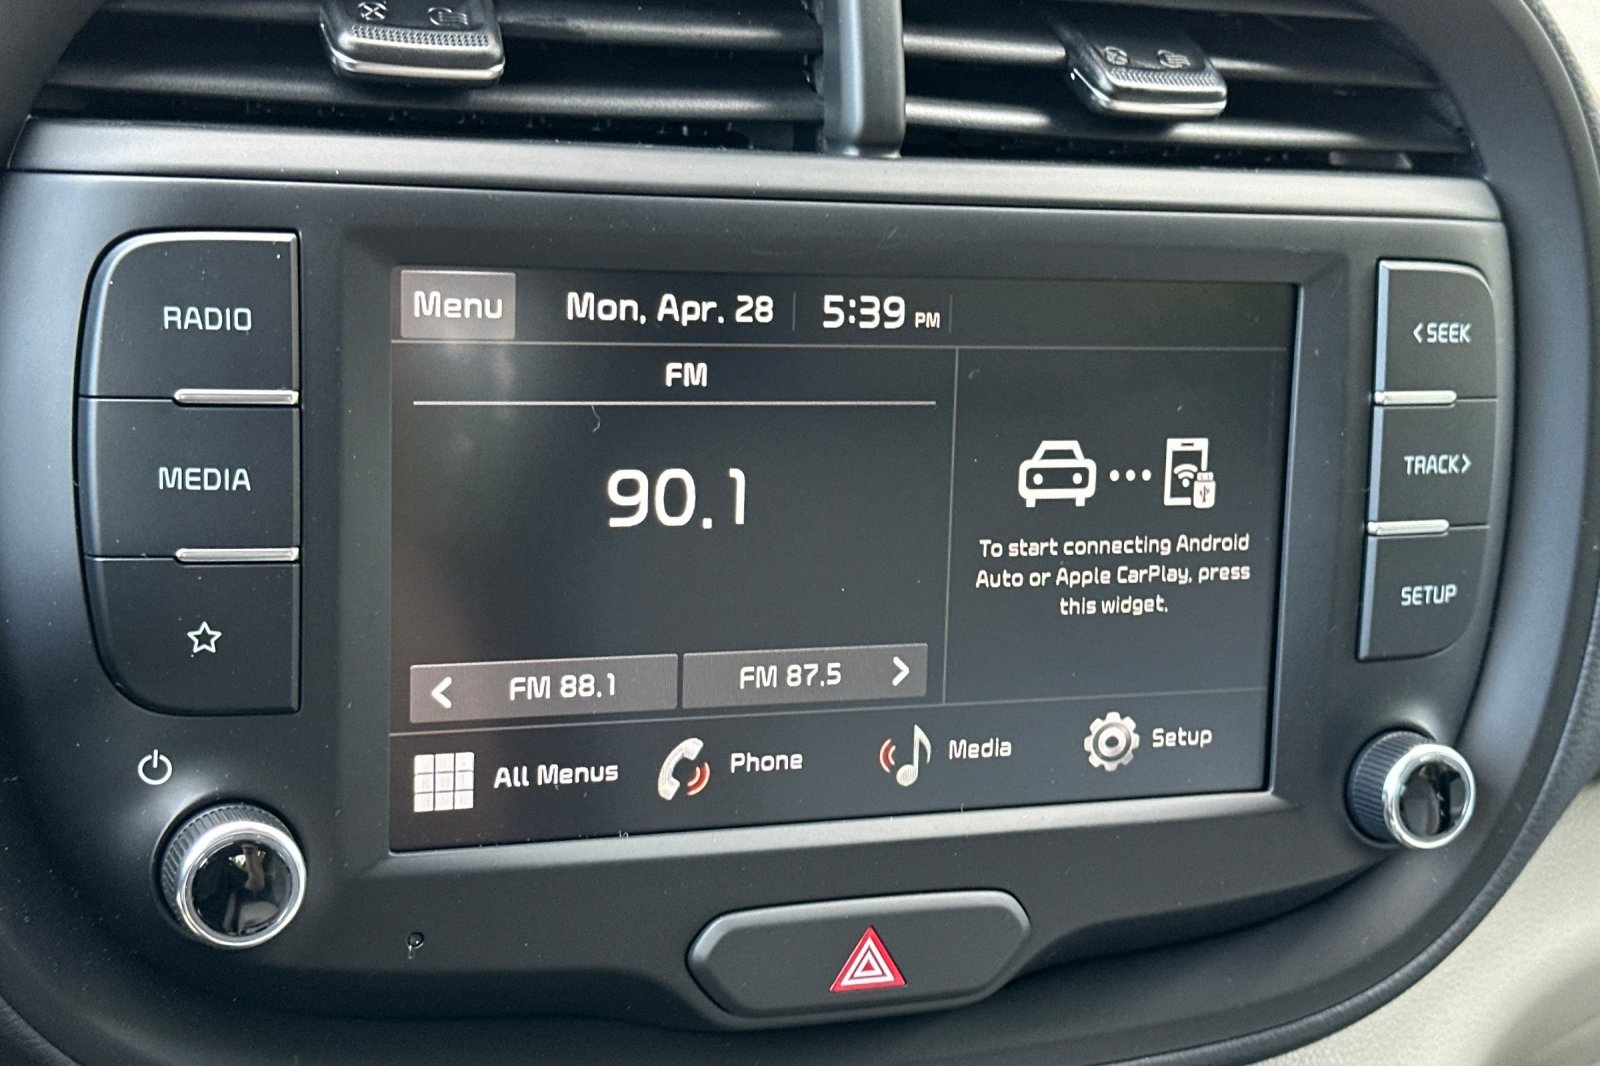 RADIO
MEDIA
Menu
Mon, Apr. 28
5:39 PM
FM
90.1
FM 88.1
FM 87.5
To start connecting Android
Auto or Apple CarPlay, press
this widget.
All Menus
Phone
Media
Setup
<SEEK
TRACK>
SETUP